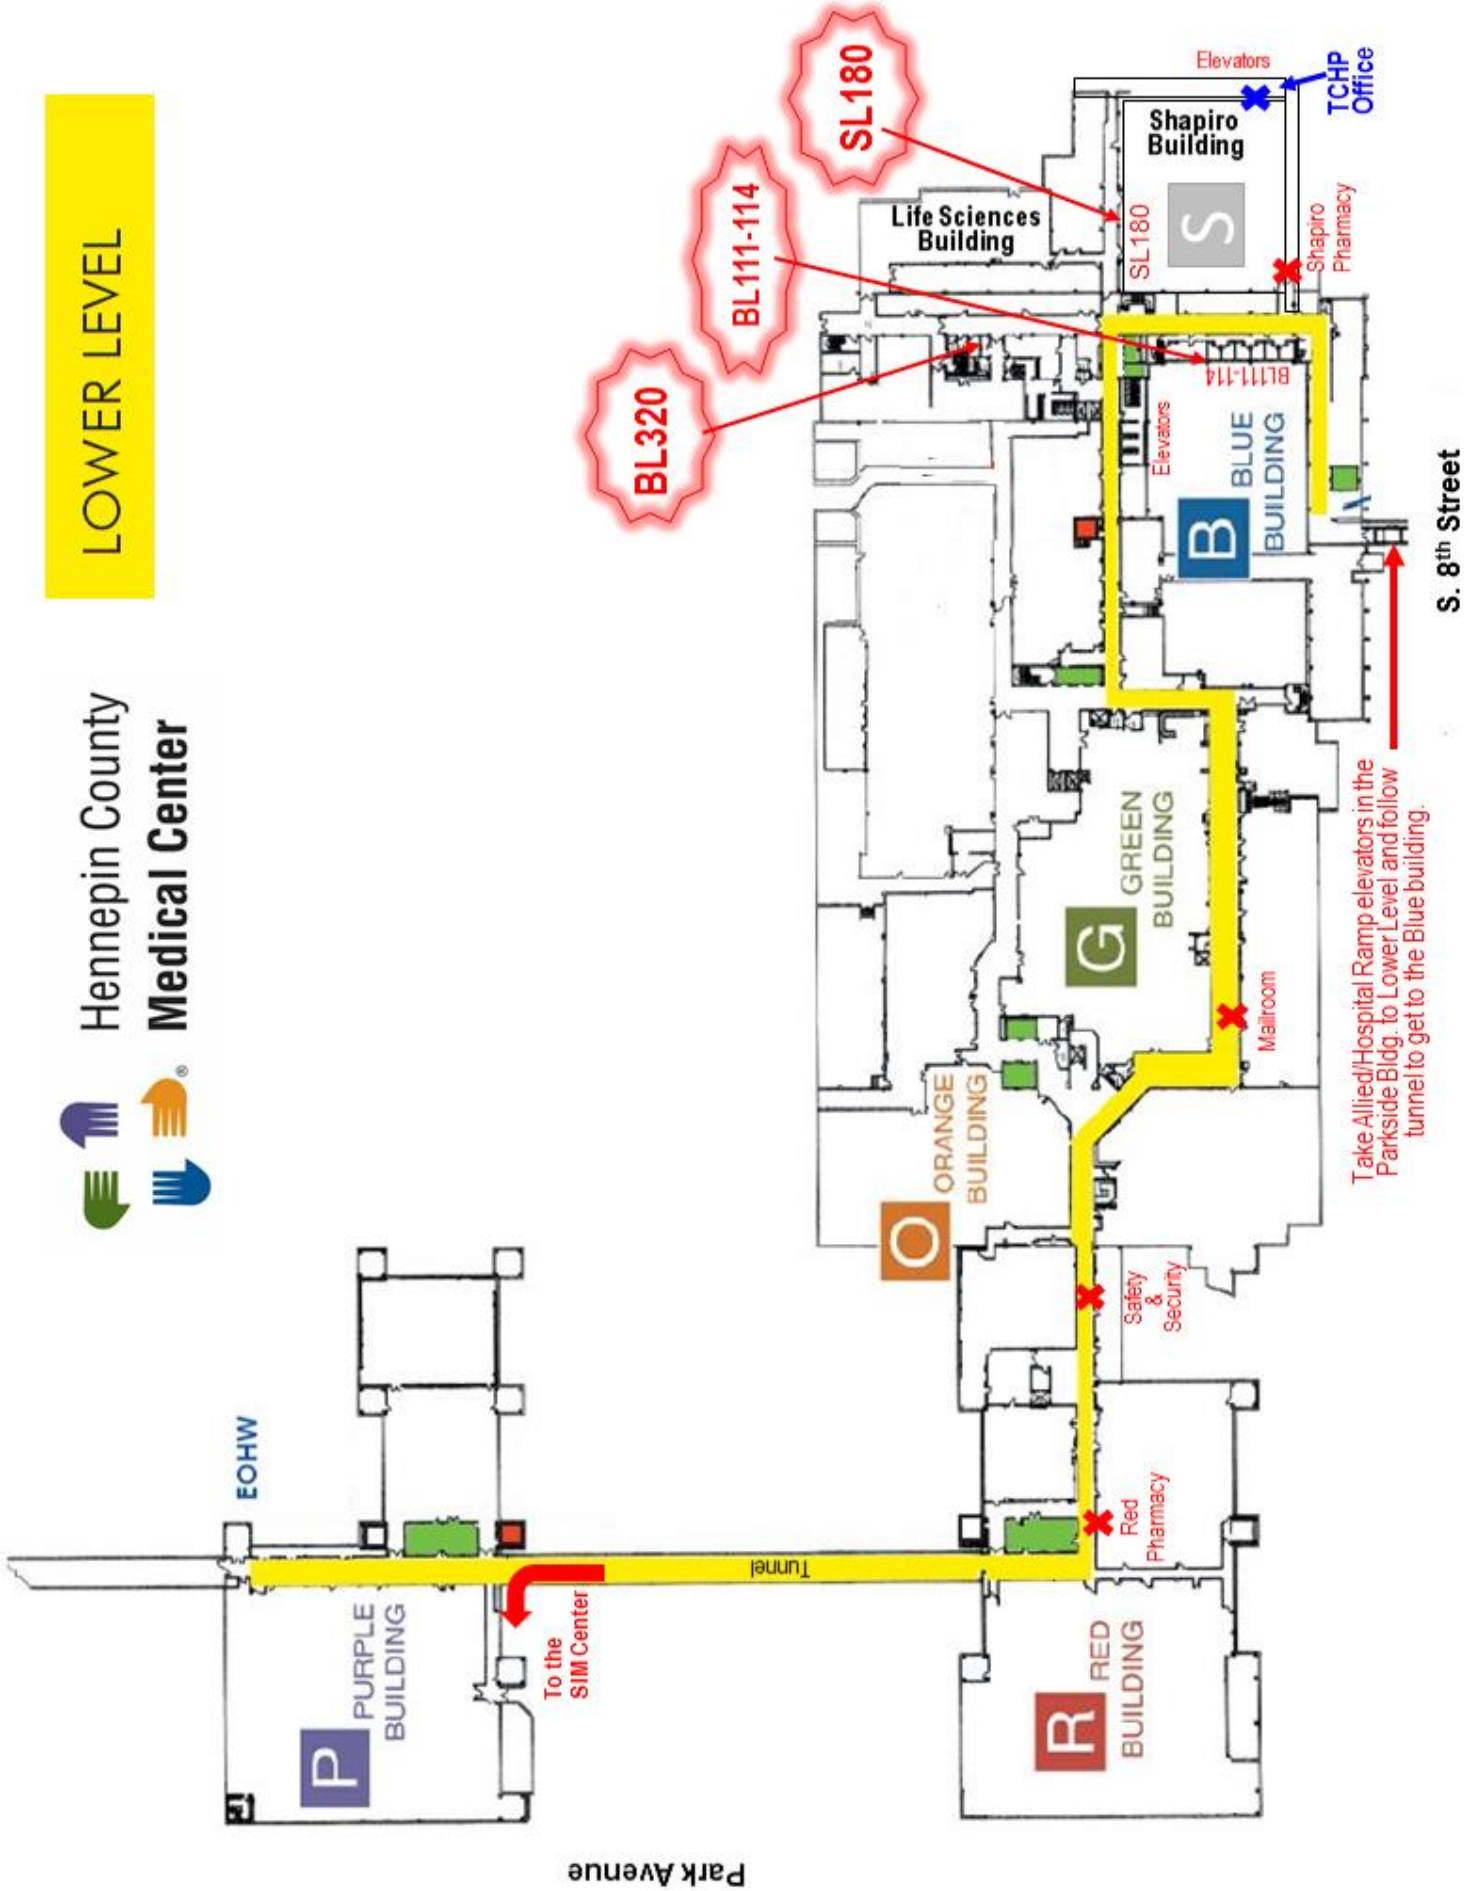 LOWER LEVEL
Hennepin County
Medical Center
®
EOHW
P
PURPLE
BUILDING
To the
SIM Center
Tunnel
Park Avenue
R
RED
BUILDING
Red
Pharmacy
Safety
&
Security
O
ORANGE
BUILDING
G
GREEN
BUILDING
Mailroom
B
BLUE
BUILDING
Elevators
BL111-114
BL320
BL111-114
SL180
Life Sciences
Building
Shapiro
Building
SL180
S
Shapiro
Pharmacy
Elevators
TCHP
Office
Take Allied/Hospital Ramp elevators in the
Parkside Bldg. to Lower Level and follow
tunnel to get to the Blue building.
S. 8th Street